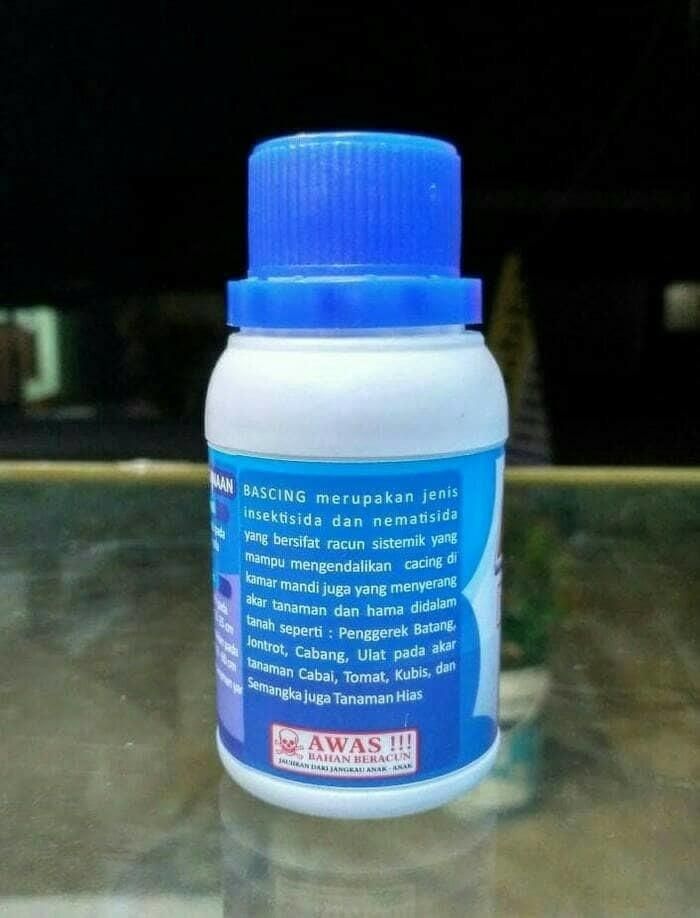 BASCING merupakan jenis
insektisida dan nematisida
yang bersifat racun sistemik yang
mampu mengendalikan cacing di
kamar mandi juga yang menyerang
akar tanaman dan hama didalam
tanah seperti : Penggerek Batang,
Jontrot, Cabang, Ulat pada akar
tanaman Cabai, Tomat, Kubis, dan
Semangka juga Tanaman Hias
AWAS !!!
BAHAN BERACUN
JAUHKAN DARI JANGKAU ANAK - ANAK